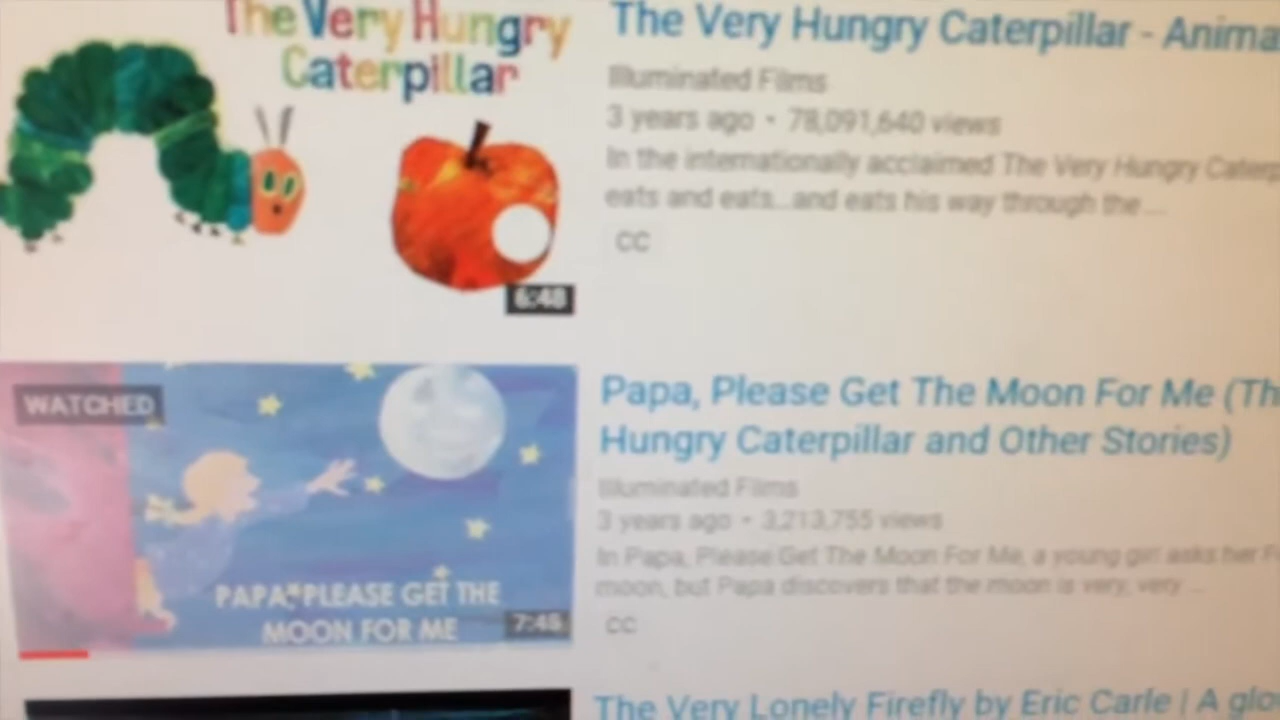 The Very Hungry
Caterpillar
6:48
The Very Hungry Caterpillar - Anima
Illuminated Films
3 years ago • 78,091,640 views
In the internationally acclaimed The Very Hungry Caterp
eats and eats...and eats his way through the ...
CC
WATCHED
PAPA, PLEASE GET THE
MOON FOR ME
7:48
Papa, Please Get The Moon For Me (Th
Hungry Caterpillar and Other Stories)
Illuminated Films
3 years ago • 3,213,755 views
In Papa, Please Get The Moon For Me, a young girl asks her F
moon, but Papa discovers that the moon is very, very ...
CC
The Very Lonely Firefly by Eric Carle | A glo